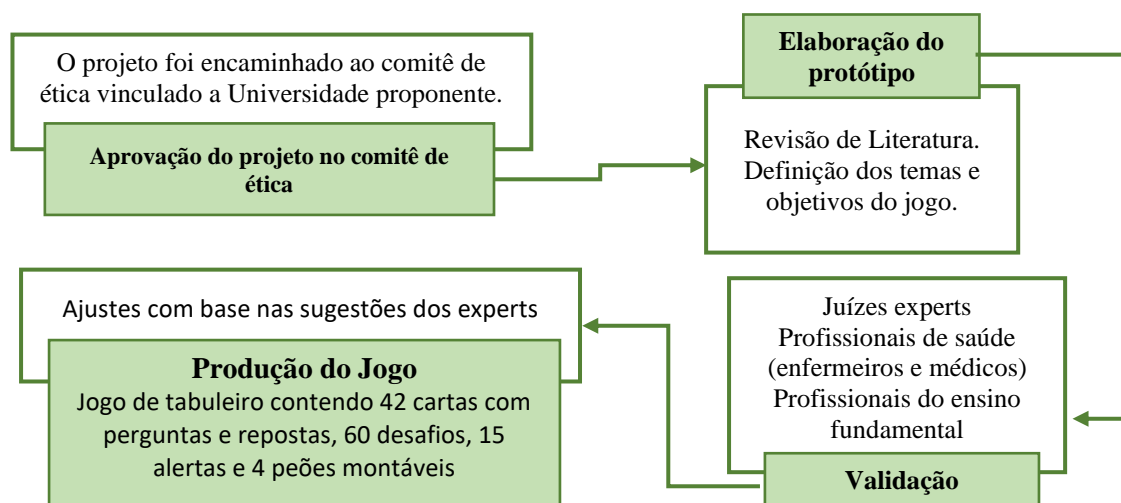 O projeto foi encaminhado ao comitê de
ética vinculado a Universidade proponente.
Aprovação do projeto no comitê de
ética
Elaboração do
protótipo
Revisão de Literatura.
Definição dos temas e
objetivos do jogo.
Juízes experts
Profissionais de saúde
(enfermeiros e médicos)
Profissionais do ensino
fundamental
Validação
Ajustes com base nas sugestões dos experts
Produção do Jogo
Jogo de tabuleiro contendo 42 cartas com
perguntas e repostas, 60 desafios, 15
alertas e 4 peões montáveis